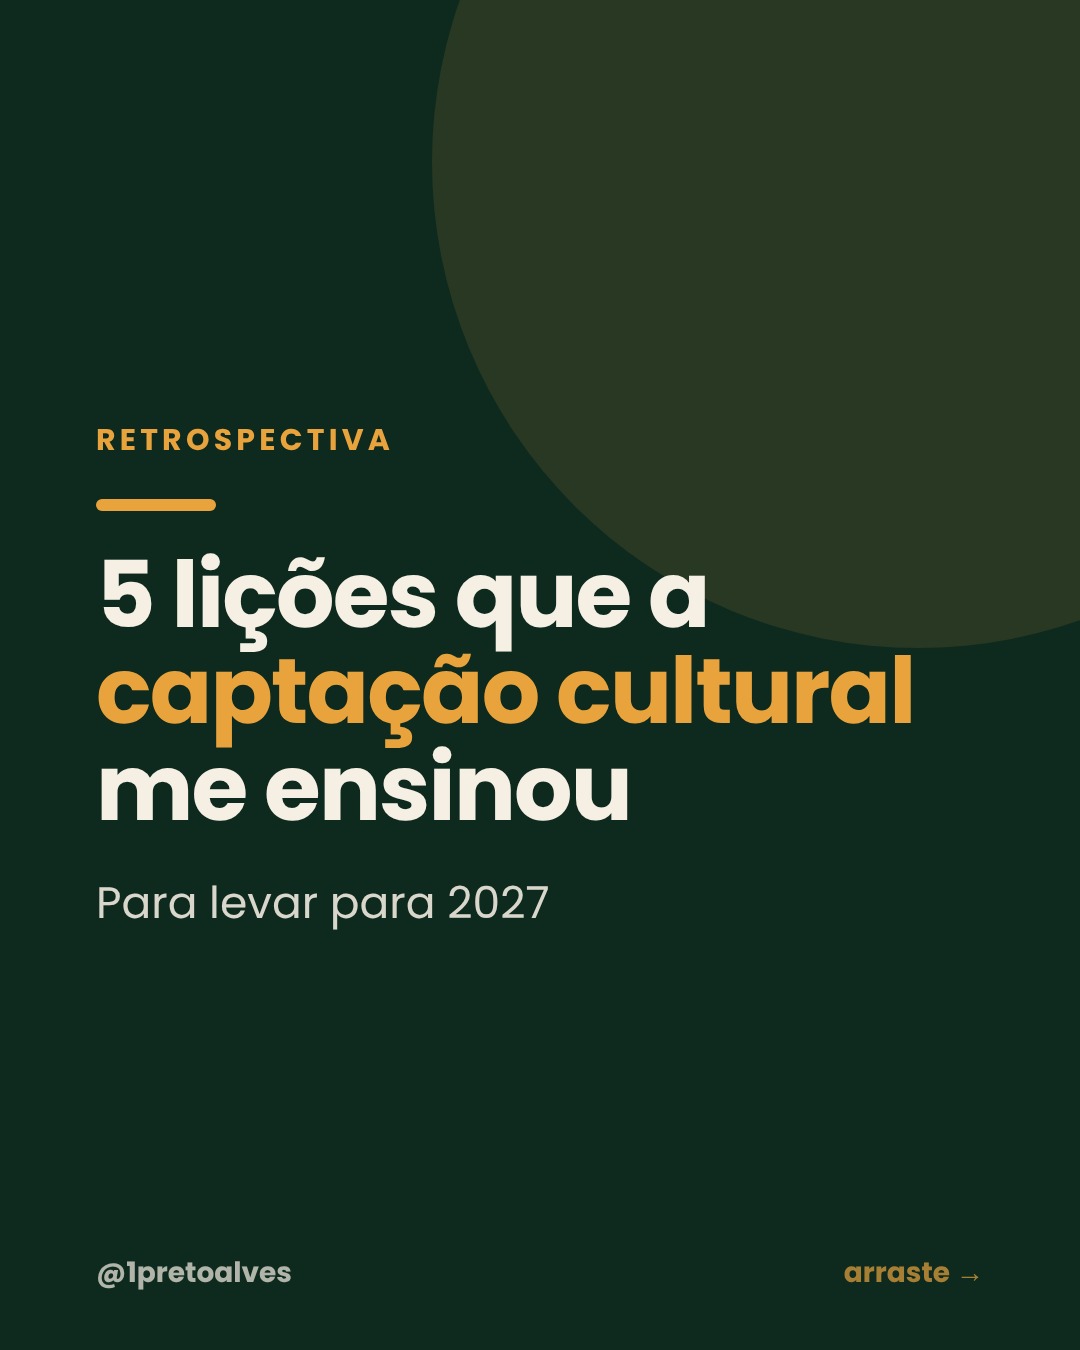 RETROSPECTIVA
5 lições que a
captação cultural
me ensinou
Para levar para 2027
@1pretoalves
arraste →